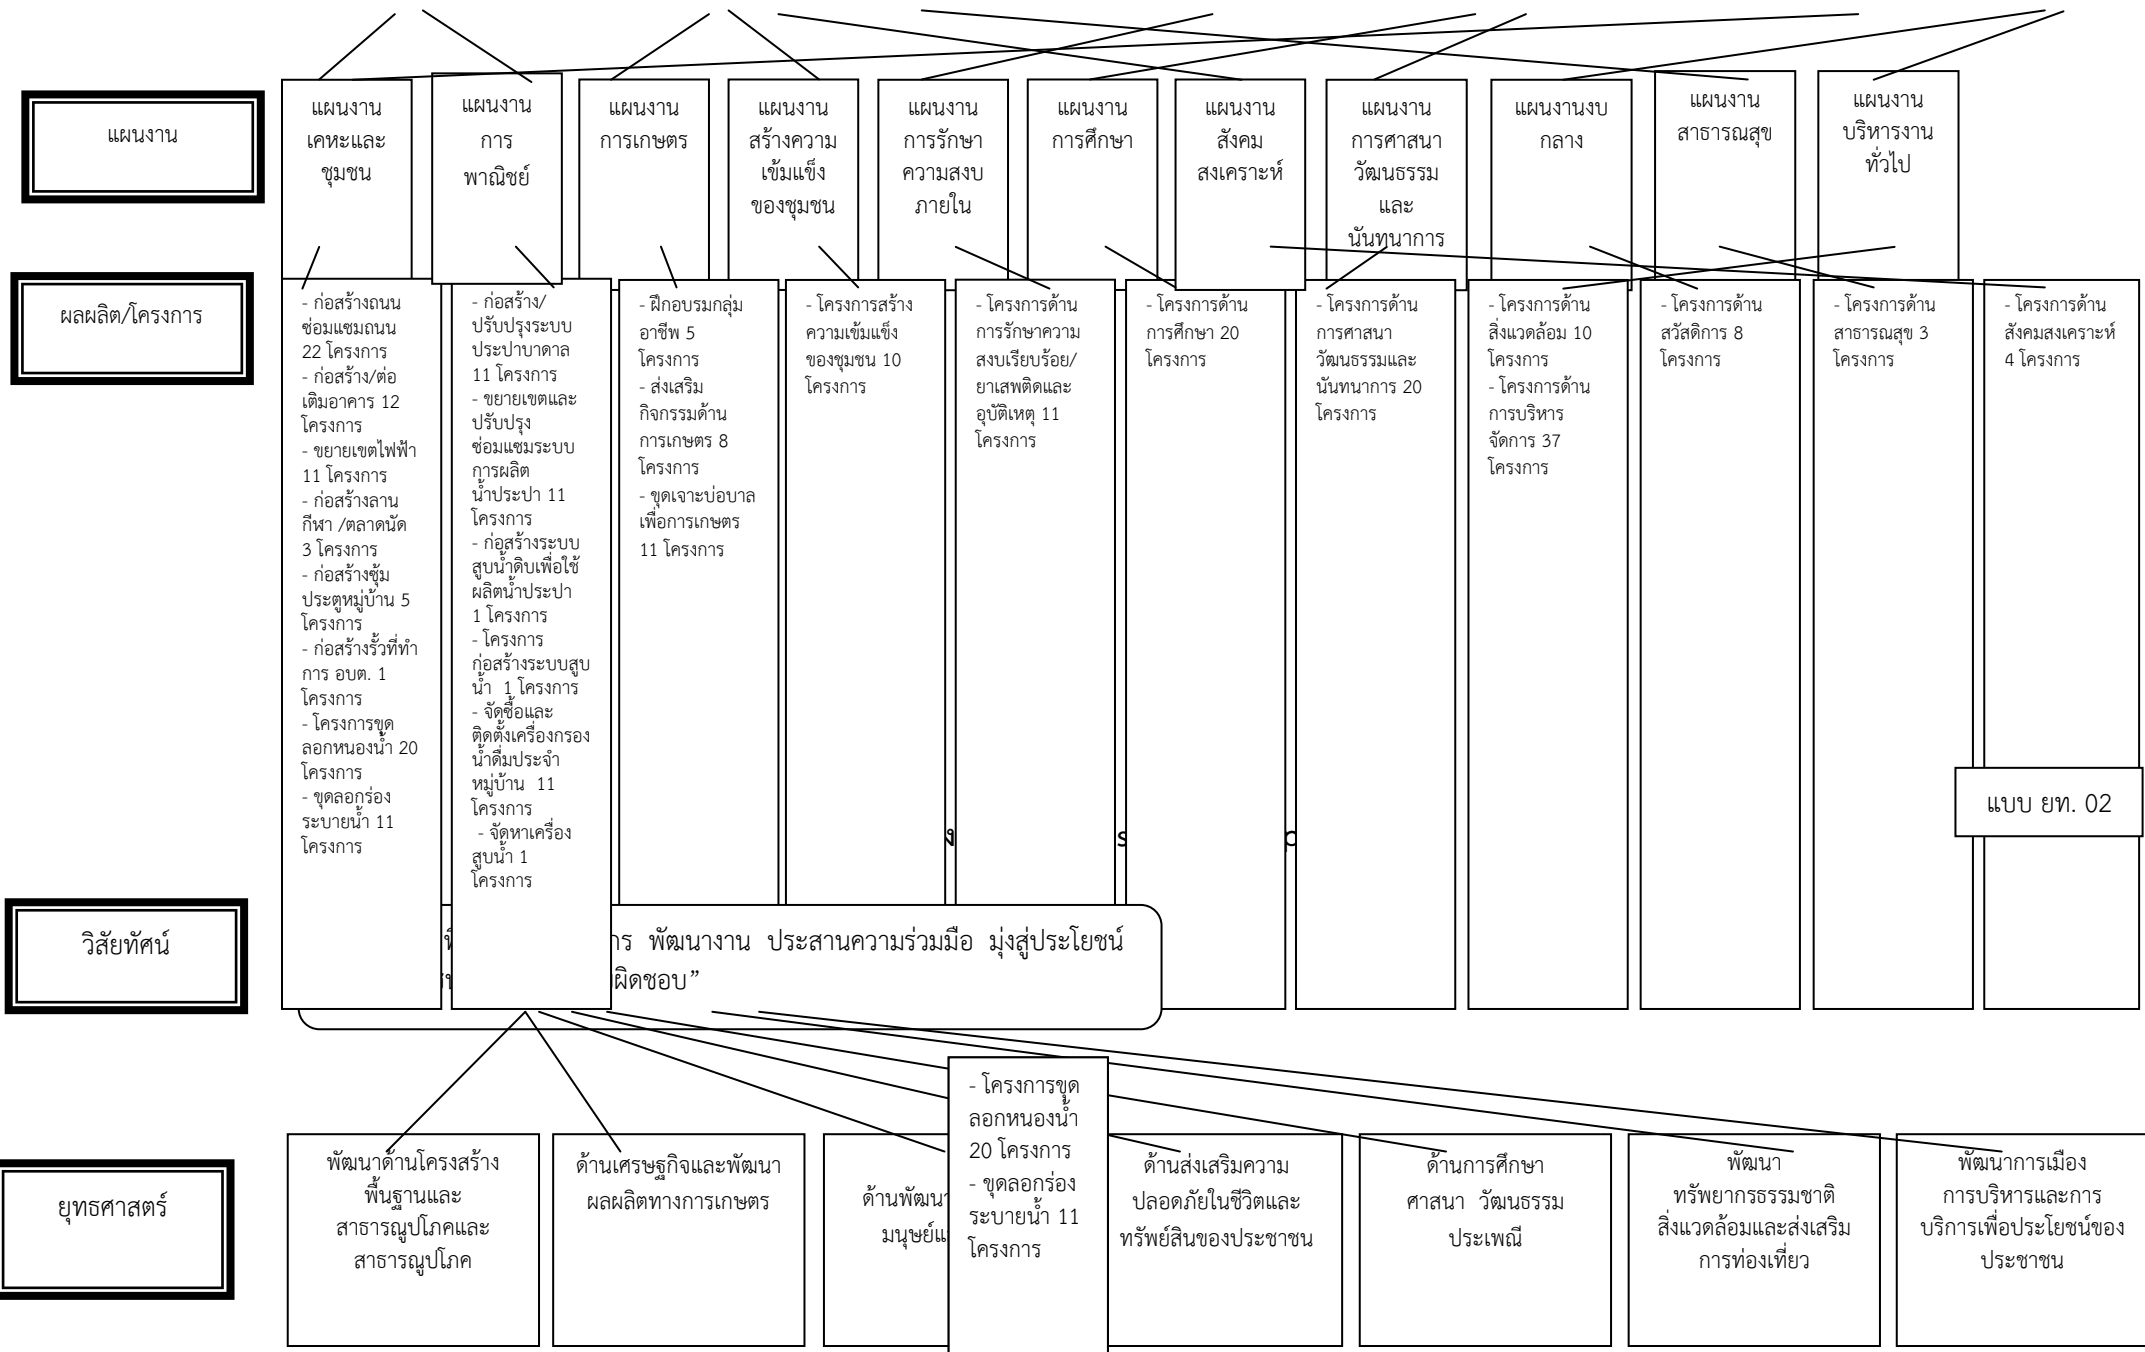 แผนงาน
แผนงาน
เคหะและ
ชุมชน
แผนงาน
การ
พาณิชย์
แผนงาน
การเกษตร
แผนงาน
สร้างความ
เข้มแข็ง
ของชุมชน
แผนงาน
การรักษา
ความสงบ
ภายใน
แผนงาน
การศึกษา
แผนงาน
สังคม
สงเคราะห์
แผนงาน
การศาสนา
วัฒนธรรม
และ
นันทนาการ
แผนงานงบ
กลาง
แผนงาน
สาธารณสุข
แผนงาน
บริหารงาน
ทั่วไป
ผลผลิต/โครงการ
- ก่อสร้างถนน
ซ่อมแซมถนน
22 โครงการ
- ก่อสร้าง/ต่อ
เติมอาคาร 12
โครงการ
- ขยายเขตไฟฟ้า
11 โครงการ
- ก่อสร้างลาน
กีฬา /ตลาดนัด
3 โครงการ
- ก่อสร้างซุ้ม
ประตูหมู่บ้าน 5
โครงการ
- ก่อสร้างรั้วที่ทำ
การ อบต. 1
โครงการ
- โครงการขุด
ลอกหนองน้ำ 20
โครงการ
- ขุดลอกร่อง
ระบายน้ำ 11
โครงการ
- ก่อสร้าง/
ปรับปรุงระบบ
ประปาบาดาล
11 โครงการ
- ขยายเขตและ
ปรับปรุง
ซ่อมแซมระบบ
การผลิต
น้ำประปา 11
โครงการ
- ก่อสร้างระบบ
สูบน้ำดิบเพื่อใช้
ผลิตน้ำประปา
1 โครงการ
- โครงการ
ก่อสร้างระบบสูบ
น้ำ 1 โครงการ
- จัดซื้อและ
ติดตั้งเครื่องกรอง
น้ำดื่มประจำ
หมู่บ้าน 11
โครงการ
- จัดหาเครื่อง
สูบน้ำ 1
โครงการ
- ฝึกอบรมกลุ่ม
อาชีพ 5
โครงการ
- ส่งเสริม
กิจกรรมด้าน
การเกษตร 8
โครงการ
- ขุดเจาะบ่อบาล
เพื่อการเกษตร
11 โครงการ
- โครงการสร้าง
ความเข้มแข็ง
ของชุมชน 10
โครงการ
- โครงการด้าน
การรักษาความ
สงบเรียบร้อย/
ยาเสพติดและ
อุบัติเหตุ 11
โครงการ
- โครงการด้าน
การศึกษา 20
โครงการ
- โครงการด้าน
การศาสนา
วัฒนธรรมและ
นันทนาการ 20
โครงการ
- โครงการด้าน
สิ่งแวดล้อม 10
โครงการ
- โครงการด้าน
การบริหาร
จัดการ 37
โครงการ
- โครงการด้าน
สวัสดิการ 8
โครงการ
- โครงการด้าน
สาธารณสุข 3
โครงการ
- โครงการด้าน
สังคมสงเคราะห์
4 โครงการ
แบบ ยท. 02
วิสัยทัศน์
พัฒนางาน ประสานความร่วมมือ มุ่งสู่ประโยชน์
ผิดชอบ”
ยุทธศาสตร์
พัฒนาด้านโครงสร้าง
พื้นฐานและ
สาธารณูปโภคและ
สาธารณูปโภค
ด้านเศรษฐกิจและพัฒนา
ผลผลิตทางการเกษตร
ด้านพัฒนา
มนุษย์
- โครงการขุด
ลอกหนองน้ำ
20 โครงการ
- ขุดลอกร่อง
ระบายน้ำ 11
โครงการ
ด้านส่งเสริมความ
ปลอดภัยในชีวิตและ
ทรัพย์สินของประชาชน
ด้านการศึกษา
ศาสนา วัฒนธรรม
ประเพณี
พัฒนา
ทรัพยากรธรรมชาติ
สิ่งแวดล้อมและส่งเสริม
การท่องเที่ยว
พัฒนาการเมือง
การบริหารและการ
บริการเพื่อประโยชน์ของ
ประชาชน